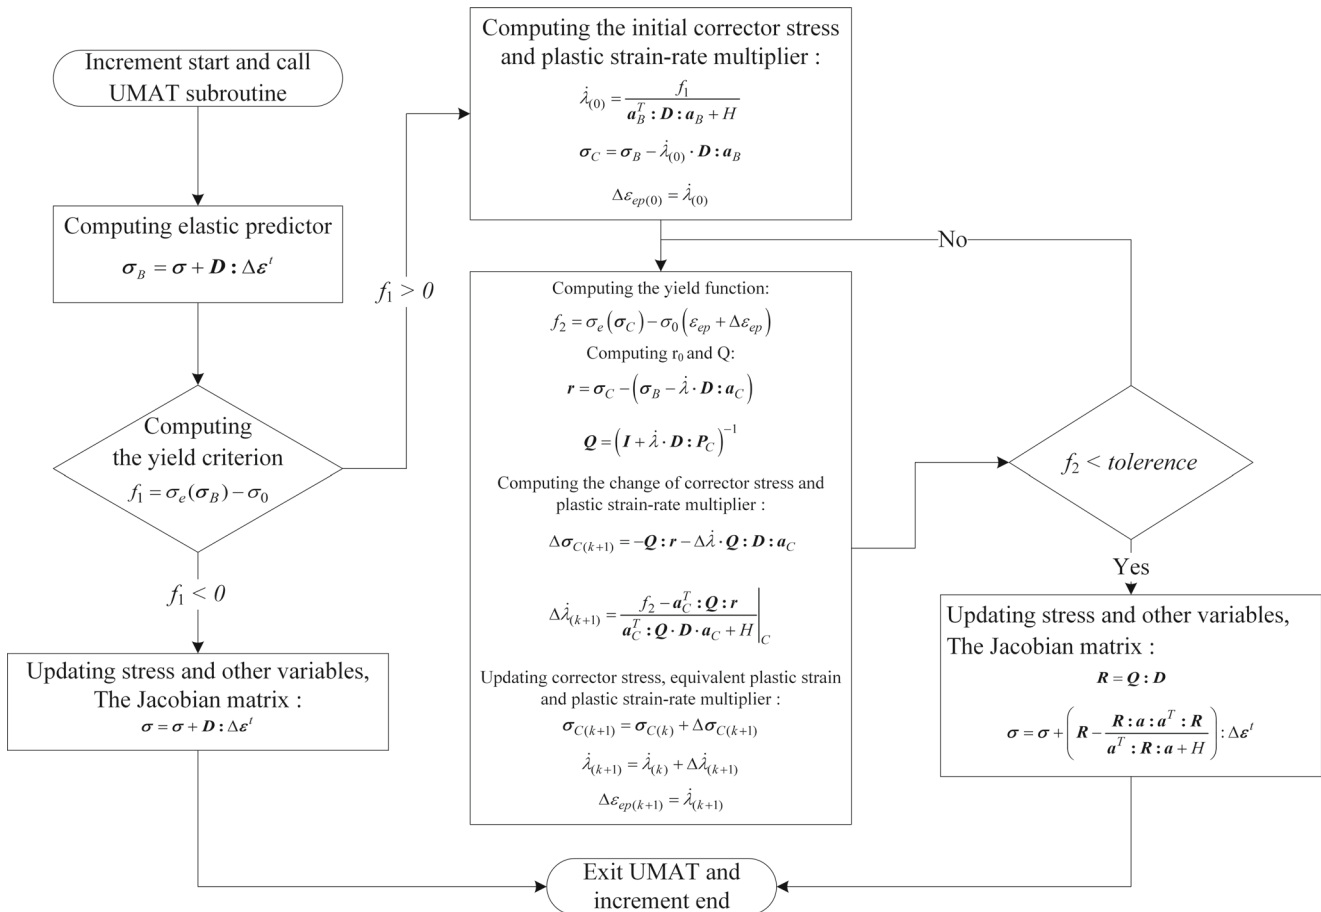 Increment start and call
UMAT subroutine
Computing elastic predictor
σ_B = σ + D : Δε^t
Computing
the yield criterion
f_1 = σ_e(σ_B) − σ_0
f_1 < 0
Updating stress and other variables,
The Jacobian matrix :
σ = σ + D : Δε^t
f_1 > 0
Computing the initial corrector stress
and plastic strain-rate multiplier :
λ̇_(0) = f_1 / (a_B^T : D : a_B + H)
σ_C = σ_B − λ̇_(0) · D : a_B
Δε_ep(0) = λ̇_(0)
Computing the yield function:
f_2 = σ_e(σ_C) − σ_0(ε_ep + Δε_ep)
Computing r_0 and Q:
r = σ_C − (σ_B − λ̇ · D : a_C)
Q = (I + λ̇ · D : P_C)^−1
Computing the change of corrector stress and
plastic strain-rate multiplier :
Δσ_C(k+1) = −Q : r − Δλ̇ · Q : D : a_C
Δλ̇_(k+1) = (f_2 − a_C^T : Q : r) / (a_C^T : Q · D · a_C + H) |_C
Updating corrector stress, equivalent plastic strain
and plastic strain-rate multiplier :
σ_C(k+1) = σ_C(k) + Δσ_C(k+1)
λ̇_(k+1) = λ̇_(k) + Δλ̇_(k+1)
Δε_ep(k+1) = λ̇_(k+1)
No
f_2 < tolerence
Yes
Updating stress and other variables,
The Jacobian matrix :
R = Q : D
σ = σ + (R − (R : a : a^T : R) / (a^T : R : a + H)) : Δε^t
Exit UMAT and
increment end